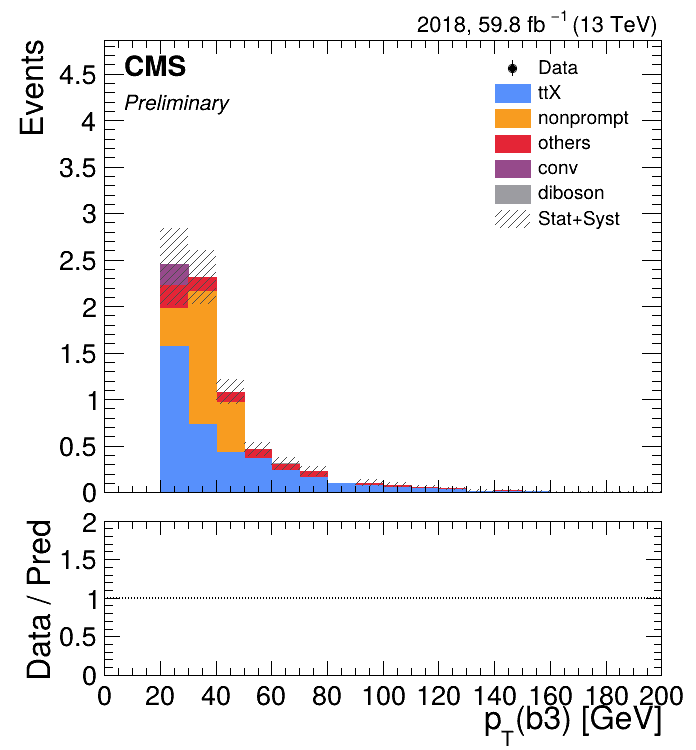 2018, 59.8 fb⁻¹ (13 TeV)
Events
CMS
Preliminary
Data
ttX
nonprompt
others
conv
diboson
Stat+Syst
4.5
4
3.5
3
2.5
2
1.5
1
0.5
0
Data / Pred
2
1.5
1
0.5
0
0 20 40 60 80 100 120 140 160 180 200
p_T(b3) [GeV]